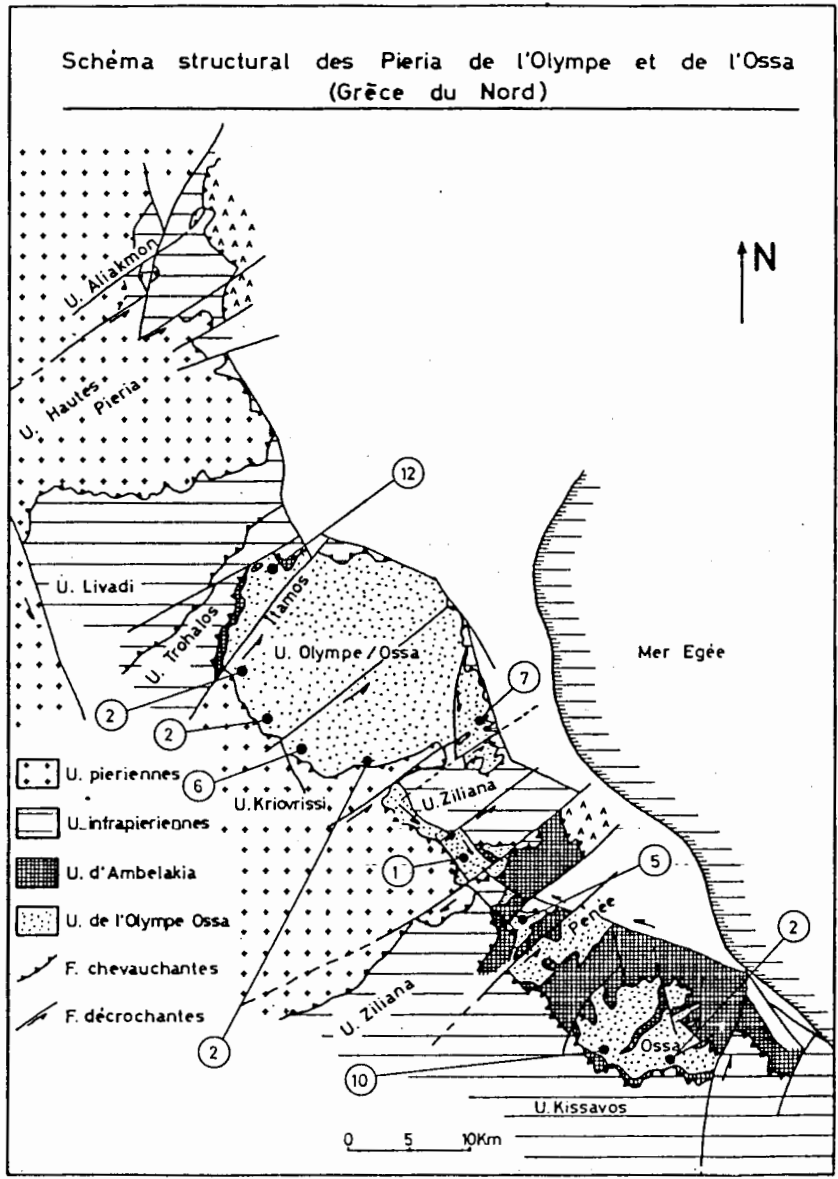 Schéma structural des Pieria de l'Olympe et de l'Ossa
(Grèce du Nord)
N
U. Aliakmon
U. Hautes
Pieria
12
U. Livadi
Itamos
U. Trohalos
U. Olympe/Ossa
Mer Egée
7
2
2
6
U. Kriovrissi
U. Ziliana
1
5
Penée
2
U. Ziliana
2
10
Ossa
U. Kissavos
U. pieriennes
U. infrapieriennes
U. d'Ambelakia
U. de l'Olympe Ossa
F. chevauchantes
F. décrochantes
0 5 10Km